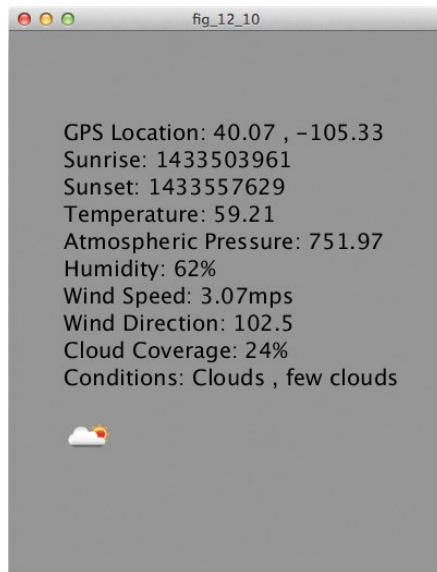 fig_12_10
GPS Location: 40.07 , -105.33
Sunrise: 1433503961
Sunset: 1433557629
Temperature: 59.21
Atmospheric Pressure: 751.97
Humidity: 62%
Wind Speed: 3.07mps
Wind Direction: 102.5
Cloud Coverage: 24%
Conditions: Clouds , few clouds